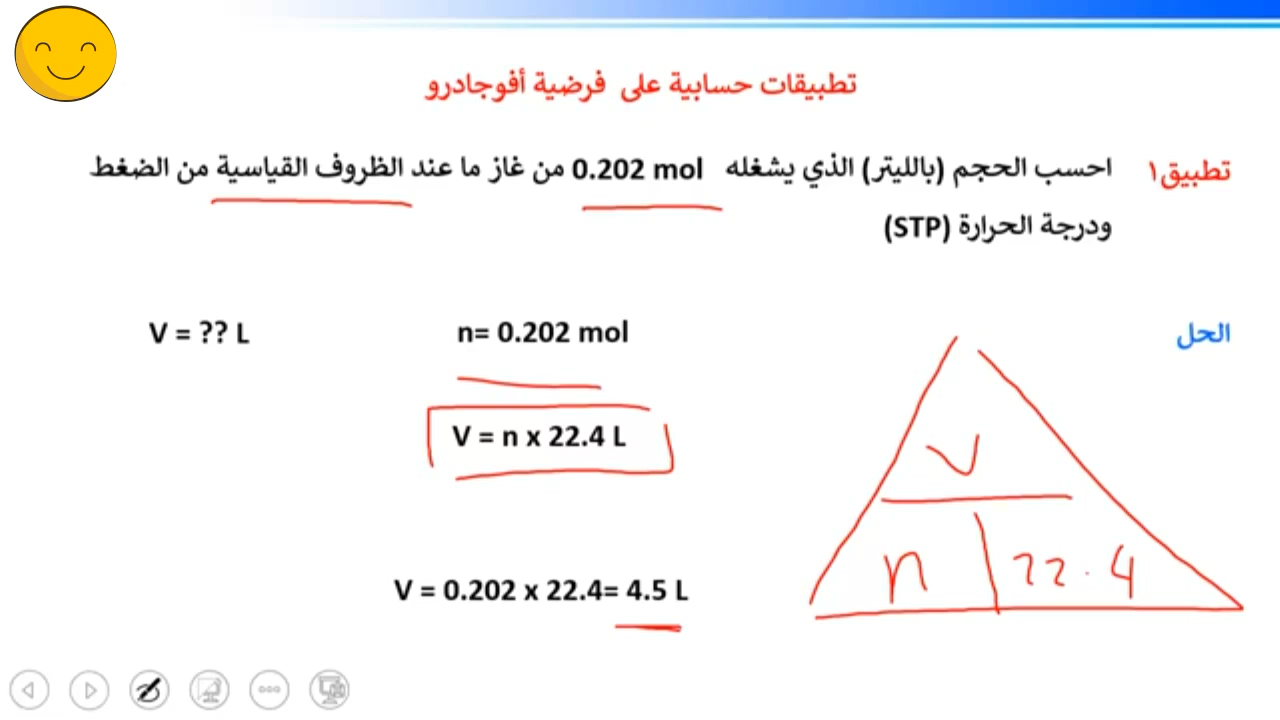 تطبيقات حسابية على فرضية أفوجادرو
تطبيق١ احسب الحجم (بالليتر) الذي يشغله 0.202 mol من غاز ما عند الظروف القياسية من الضغط
ودرجة الحرارة (STP)
الحل
n= 0.202 mol
V = ?? L
V = n x 22.4 L
V = 0.202 x 22.4= 4.5 L
V
n 22.4